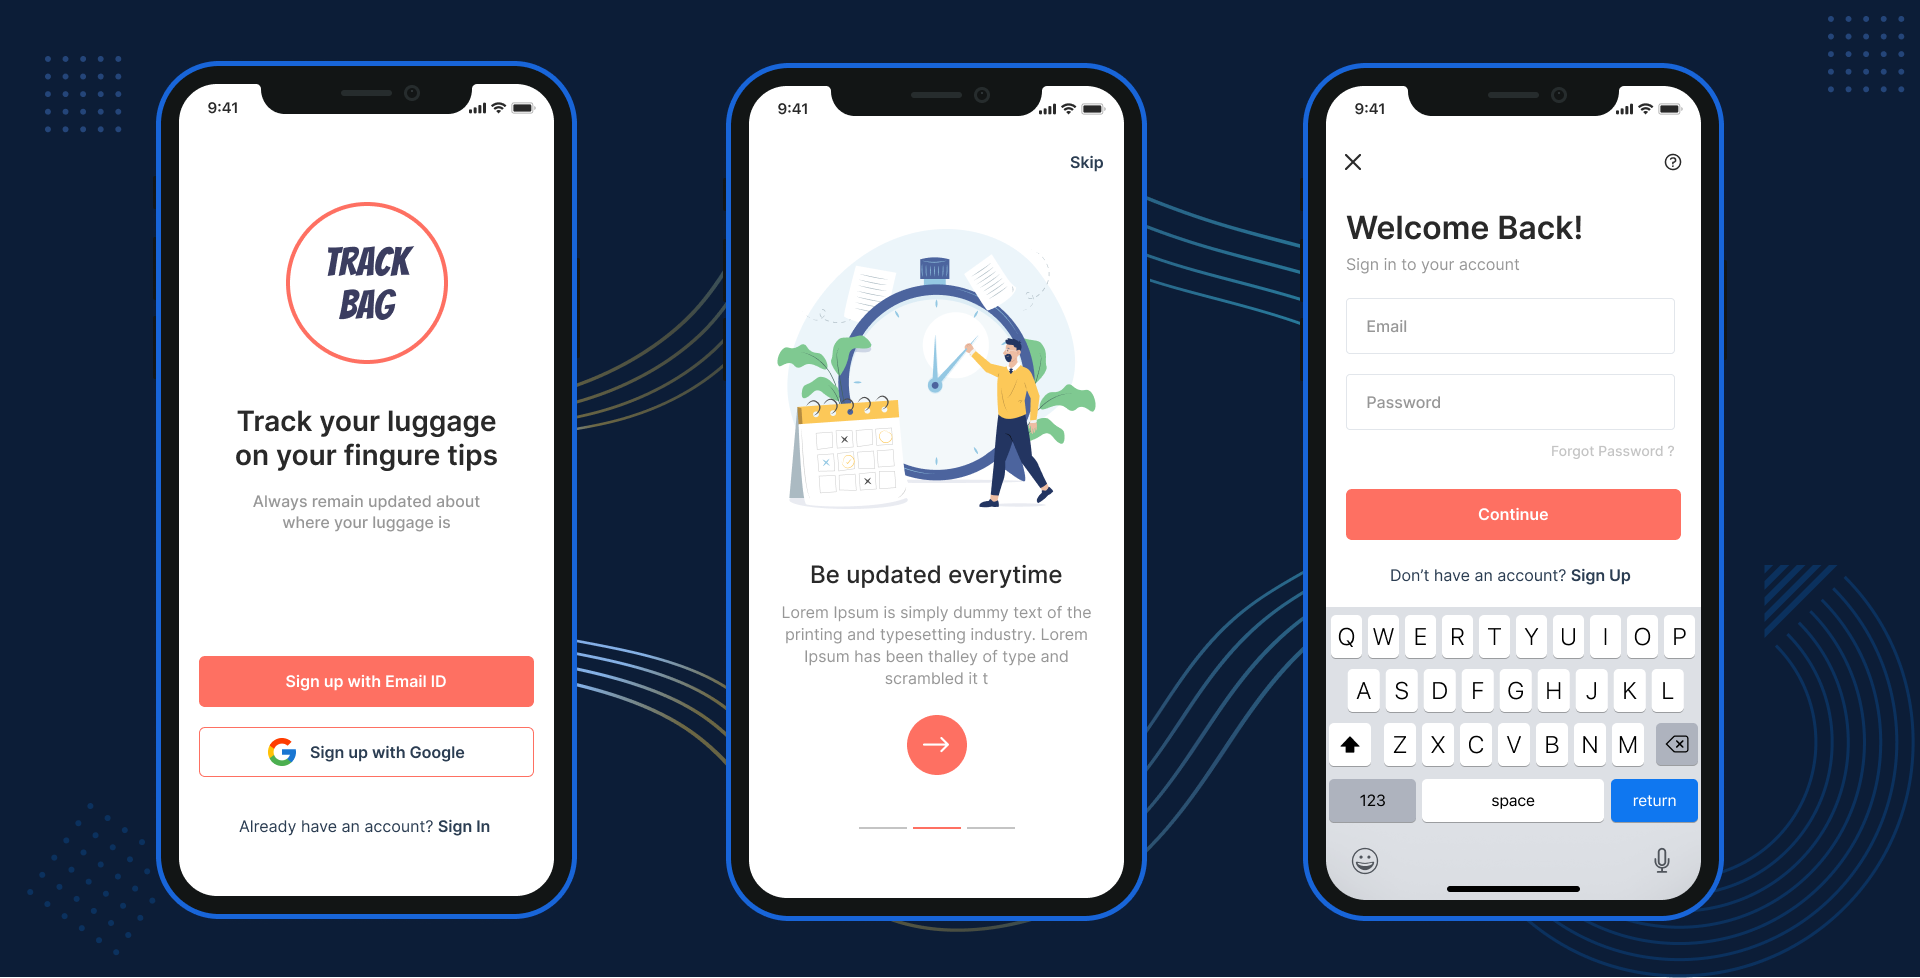 9:41
TRACK
BAG
Track your luggage
on your fingure tips
Always remain updated about
where your luggage is
Sign up with Email ID
Sign up with Google
Already have an account? Sign In
9:41
Skip
Be updated everytime
Lorem Ipsum is simply dummy text of the
printing and typesetting industry. Lorem
Ipsum has been thalley of type and
scrambled it t
9:41
Welcome Back!
Sign in to your account
Email
Password
Forgot Password ?
Continue
Don’t have an account? Sign Up
Q W E R T Y U I O P
A S D F G H J K L
Z X C V B N M
123 space return